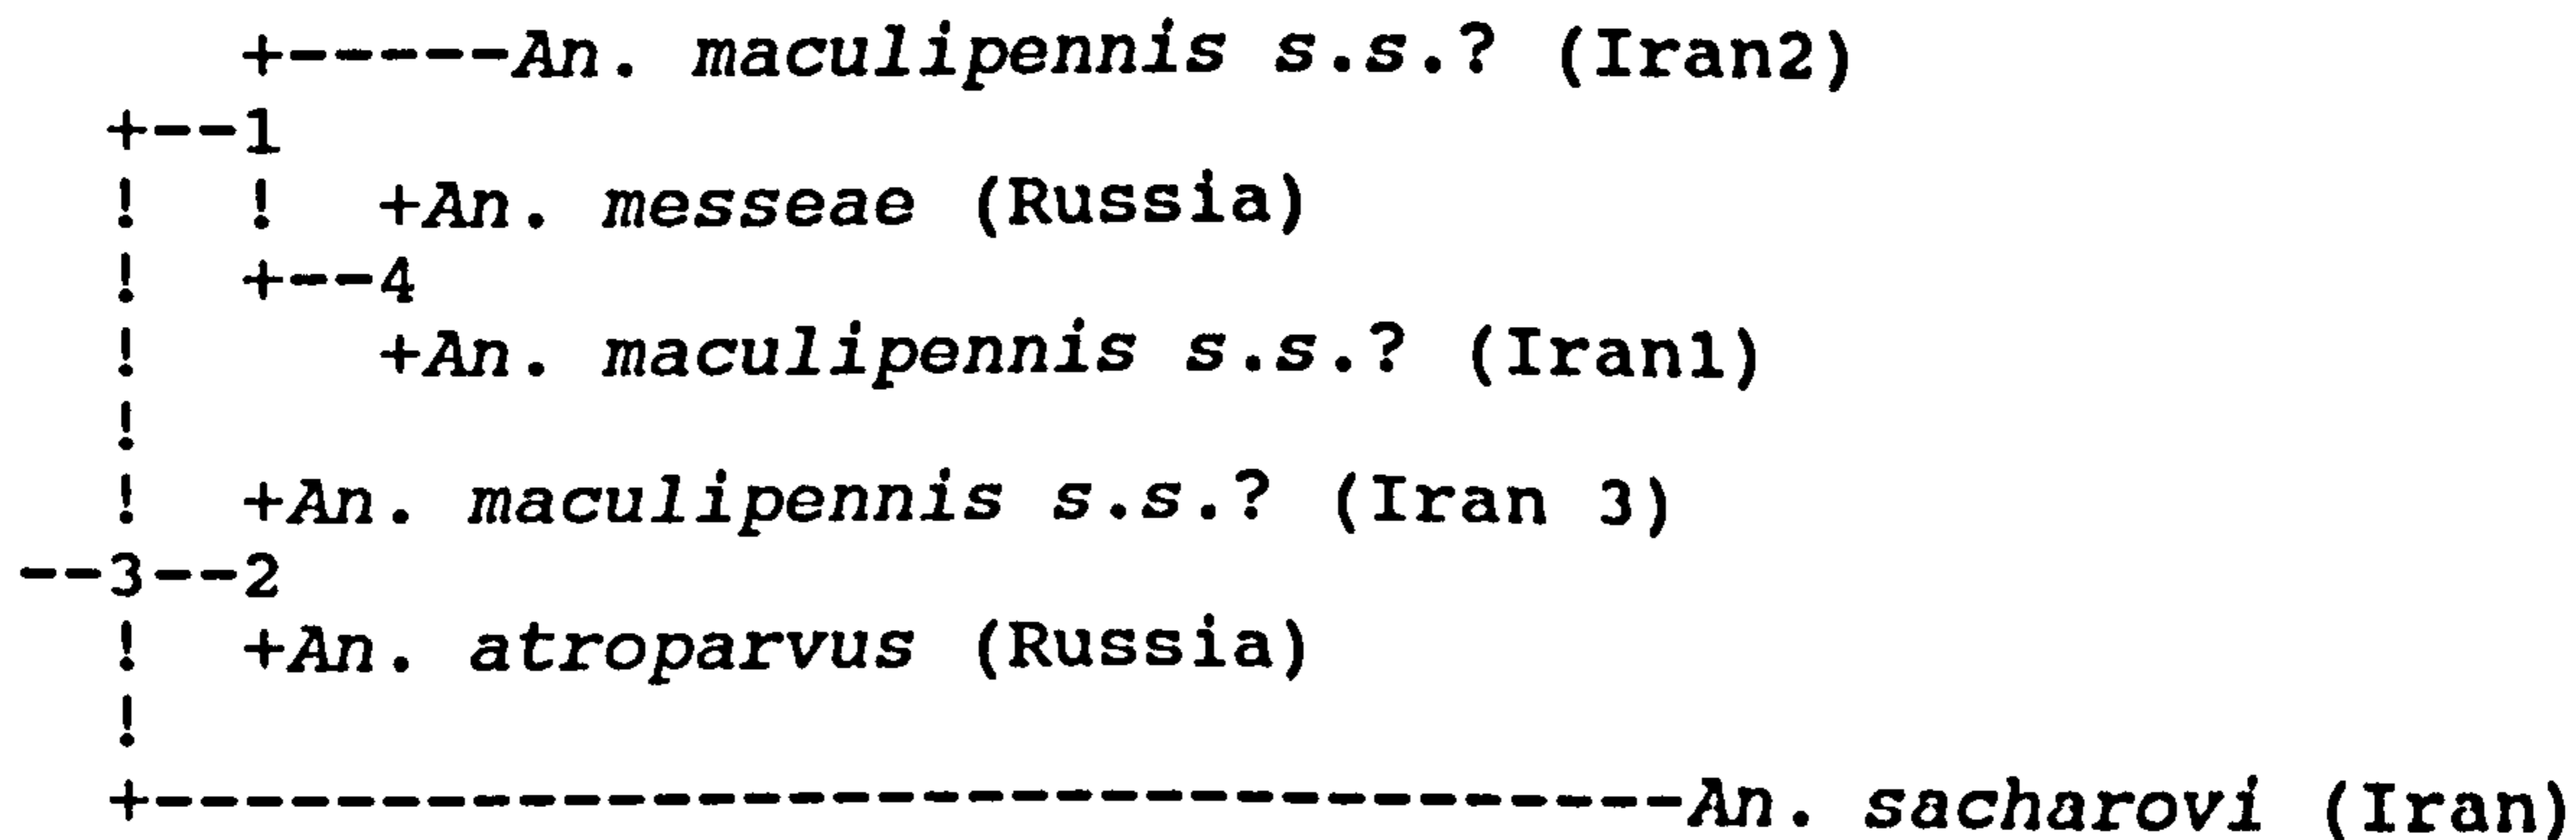 +-----An. maculipennis s.s.? (Iran2)
+--1
! ! +An. messeae (Russia)
! +--4
! +An. maculipennis s.s.? (Iran1)
!
! +An. maculipennis s.s.? (Iran 3)
--3--2
! +An. atroparvus (Russia)
!
+--------------------------An. sacharovi (Iran)